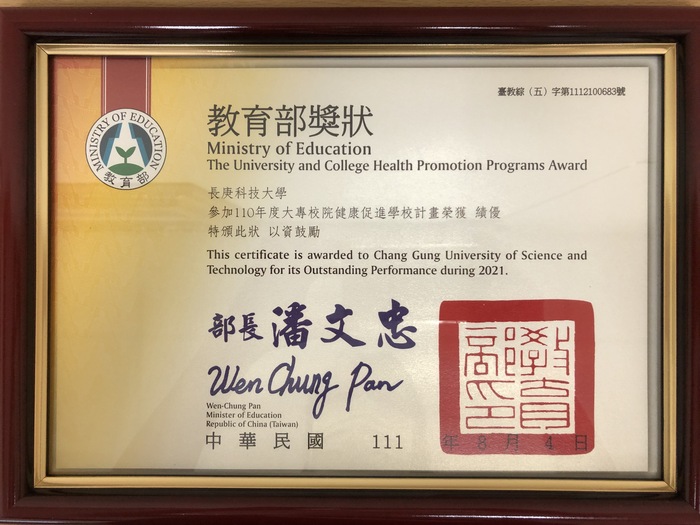 臺教綜（五）字第1112100683號
MINISTRY OF EDUCATION
教育部
教育部獎狀
Ministry of Education
The University and College Health Promotion Programs Award
長庚科技大學
參加110年度大專校院健康促進學校計畫榮獲 績優
特頒此狀 以資鼓勵
This certificate is awarded to Chang Gung University of Science and
Technology for its Outstanding Performance during 2021.
部長 潘文忠
Wen Chung Pan
Wen-Chung Pan
Minister of Education
Republic of China (Taiwan)
中華民國 111 年 8 月 4 日